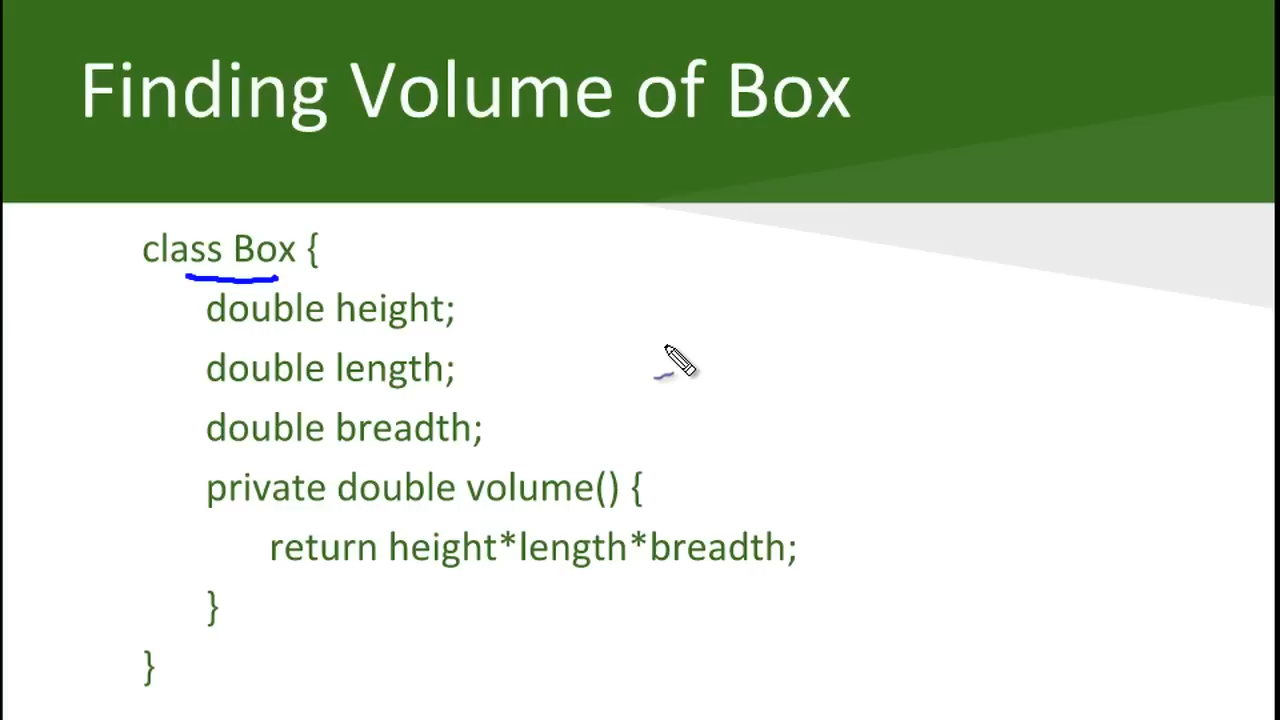 Finding Volume of Box
class Box {
double height;
double length;
double breadth;
private double volume() {
return height*length*breadth;
}
}